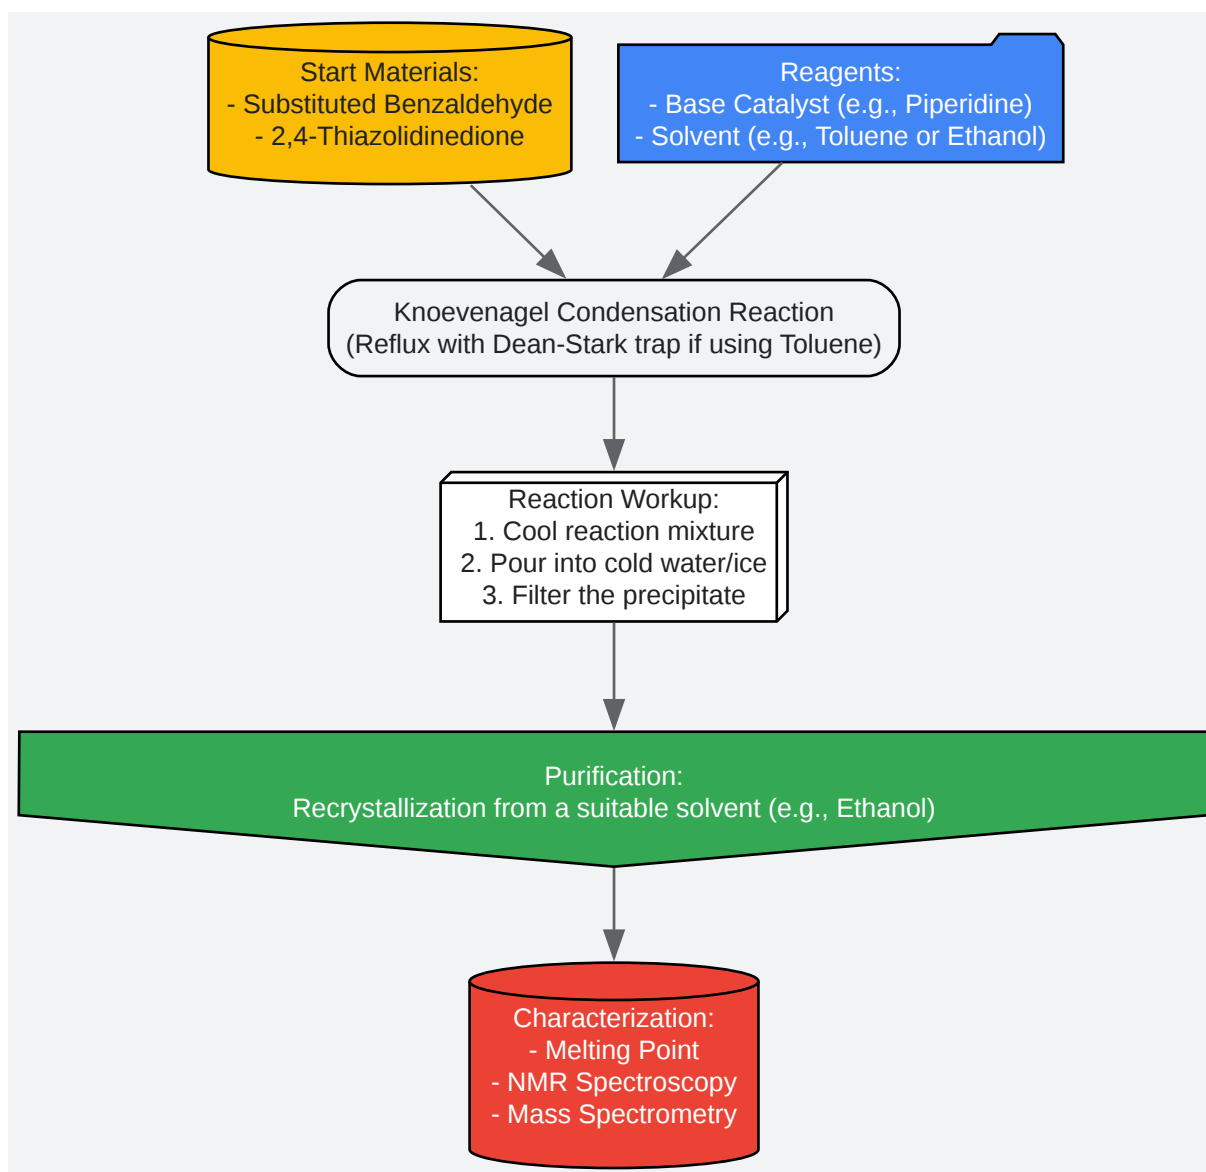 Start Materials:
- Substituted Benzaldehyde
- 2,4-Thiazolidinedione
Reagents:
- Base Catalyst (e.g., Piperidine)
- Solvent (e.g., Toluene or Ethanol)
Knoevenagel Condensation Reaction
(Reflux with Dean-Stark trap if using Toluene)
Reaction Workup:
1. Cool reaction mixture
2. Pour into cold water/ice
3. Filter the precipitate
Purification:
Recrystallization from a suitable solvent (e.g., Ethanol)
Characterization:
- Melting Point
- NMR Spectroscopy
- Mass Spectrometry